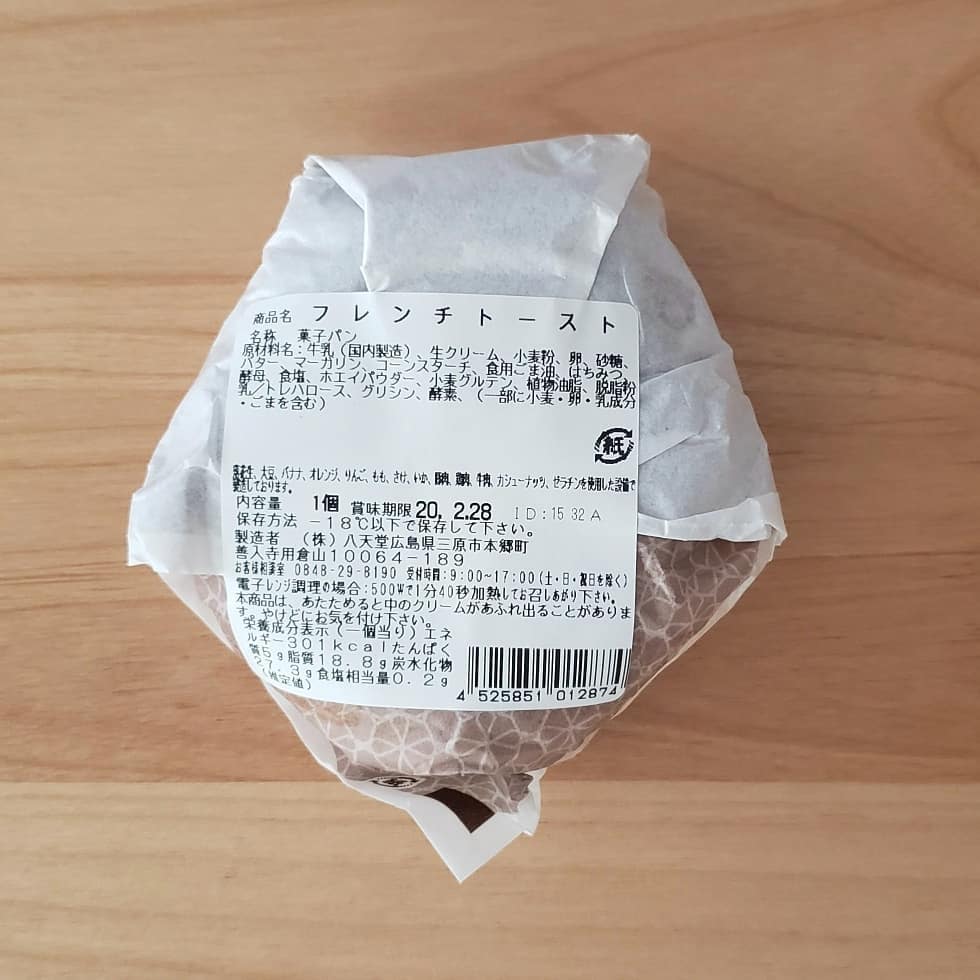 商品名 フレンチトースト
名称 菓子パン
原材料名:牛乳(国内製造)、生クリーム、小麦粉、卵、砂糖、
バター、マーガリン、コーンスターチ、食用ごま油、はちみつ、
酵母、食塩、ホエイパウダー、小麦グルテン、植物油脂、脱脂粉
乳/トレハロース、グリシン、酵素、(一部に小麦・卵・乳成分
・ごまを含む)
紙
落花生、大豆、バナナ、オレンジ、りんご、もも、さけ、いか、豚肉、鶏肉、牛肉、カシューナッツ、ゼラチンを使用した設備で
製造しております。
内容量 1個 賞味期限 20, 2.28 ID:15 32 A
保存方法 -18℃以下で保存して下さい。
製造者 (株)八天堂広島県三原市本郷町
善入寺用倉山10064-189
お客様相談室 0848-29-8190 受付時間:9:00~17:00(土・日・祝日を除く)
電子レンジ調理の場合:500Wで1分40秒加熱してお召しあがり下さい。
本商品は、あたためると中のクリームがあふれ出ることがありま
す。やけどにお気を付け下さい。
栄養成分表示(一個当り)エネ
ルギー301kcalたんぱく
質5g脂質18.8g炭水化物
27.3g食塩相当量0.2g
(推定値)
4 525851 012874